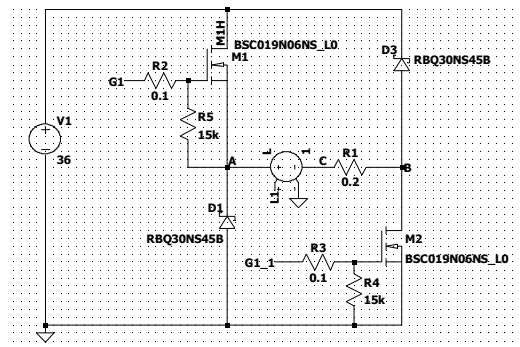 M1H
BSC019N06NS_L0
M1
D3
RBQ30NS45B
R2
G1
0.1
R5
15k
V1
36
A
L
1
C
R1
0.2
B
L1
D1
RBQ30NS45B
M2
BSC019N06NS_L0
R3
G1_1
0.1
R4
15k